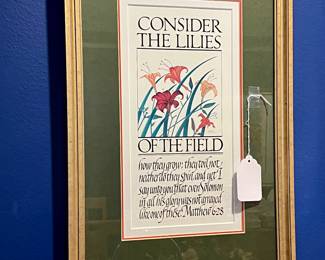 CONSIDER
THE LILIES
OF THE FIELD
how they grow: they toil not,
neither do they spin; and yet I
say unto you that even Solomon
in all his glory was not arrayed
like one of these. Matthew 6:28